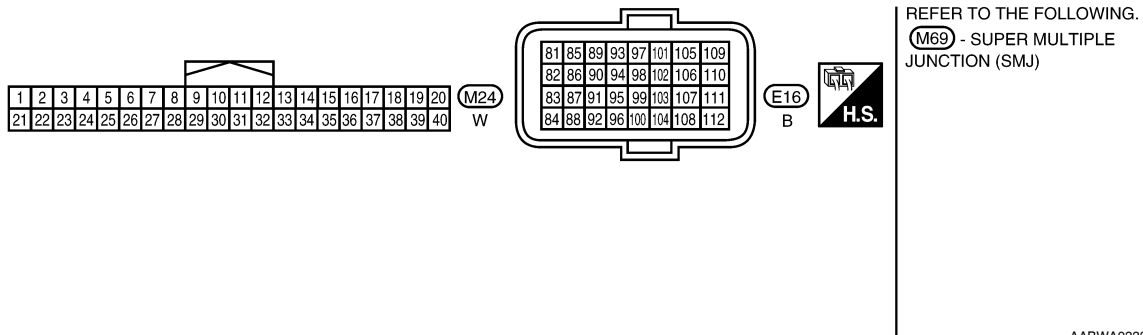 REFER TO THE FOLLOWING.
M69 - SUPER MULTIPLE
JUNCTION (SMJ)
1 2 3 4 5 6 7 8 9 10 11 12 13 14 15 16 17 18 19 20
21 22 23 24 25 26 27 28 29 30 31 32 33 34 35 36 37 38 39 40
M24
W
81 85 89 93 97 101 105 109
82 86 90 94 98 102 106 110
83 87 91 95 99 103 107 111
84 88 92 96 100 104 108 112
E16
B
H.S.